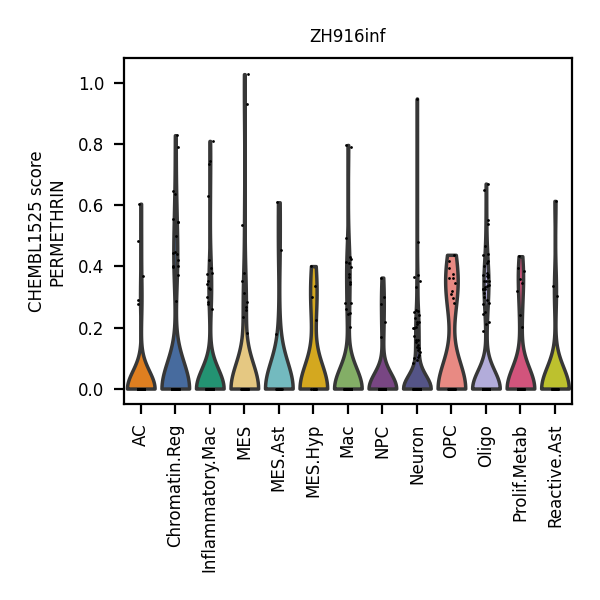 ZH916inf
CHEMBL1525 score
PERMETHRIN
1.0
0.8
0.6
0.4
0.2
0.0
AC
Chromatin.Reg
Inflammatory.Mac
MES
MES.Ast
MES.Hyp
Mac
NPC
Neuron
OPC
Oligo
Prolif.Metab
Reactive.Ast